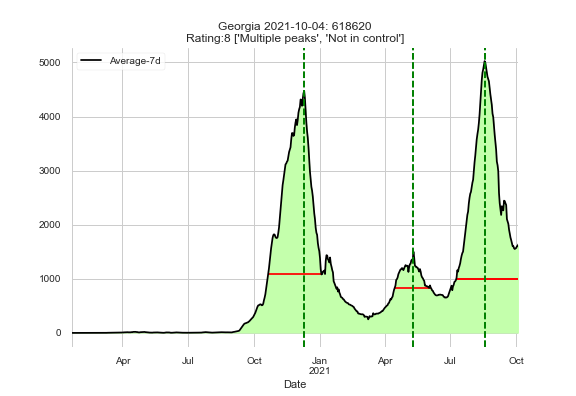 Georgia 2021-10-04: 618620
Rating:8 ['Multiple peaks', 'Not in control']
Average-7d
5000
4000
3000
2000
1000
0
Apr Jul Oct Jan Apr Jul Oct
2021
Date